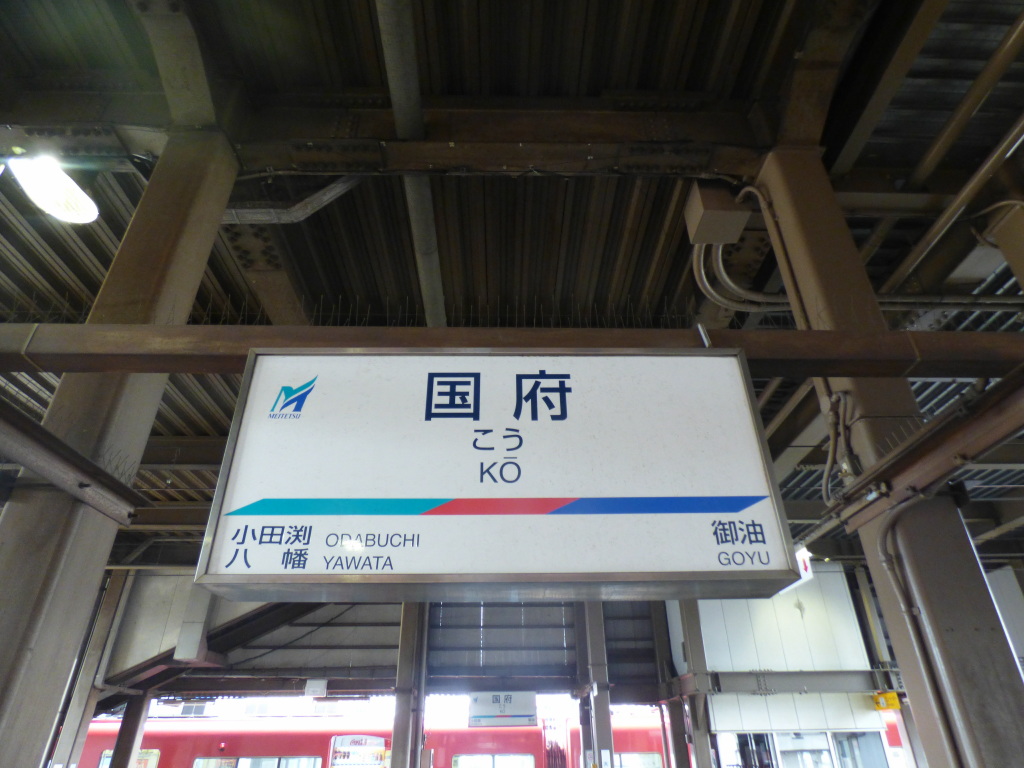 MEITETSU
国府
こう
KŌ
小田渕 ODABUCHI
八幡 YAWATA
御油
GOYU
国府